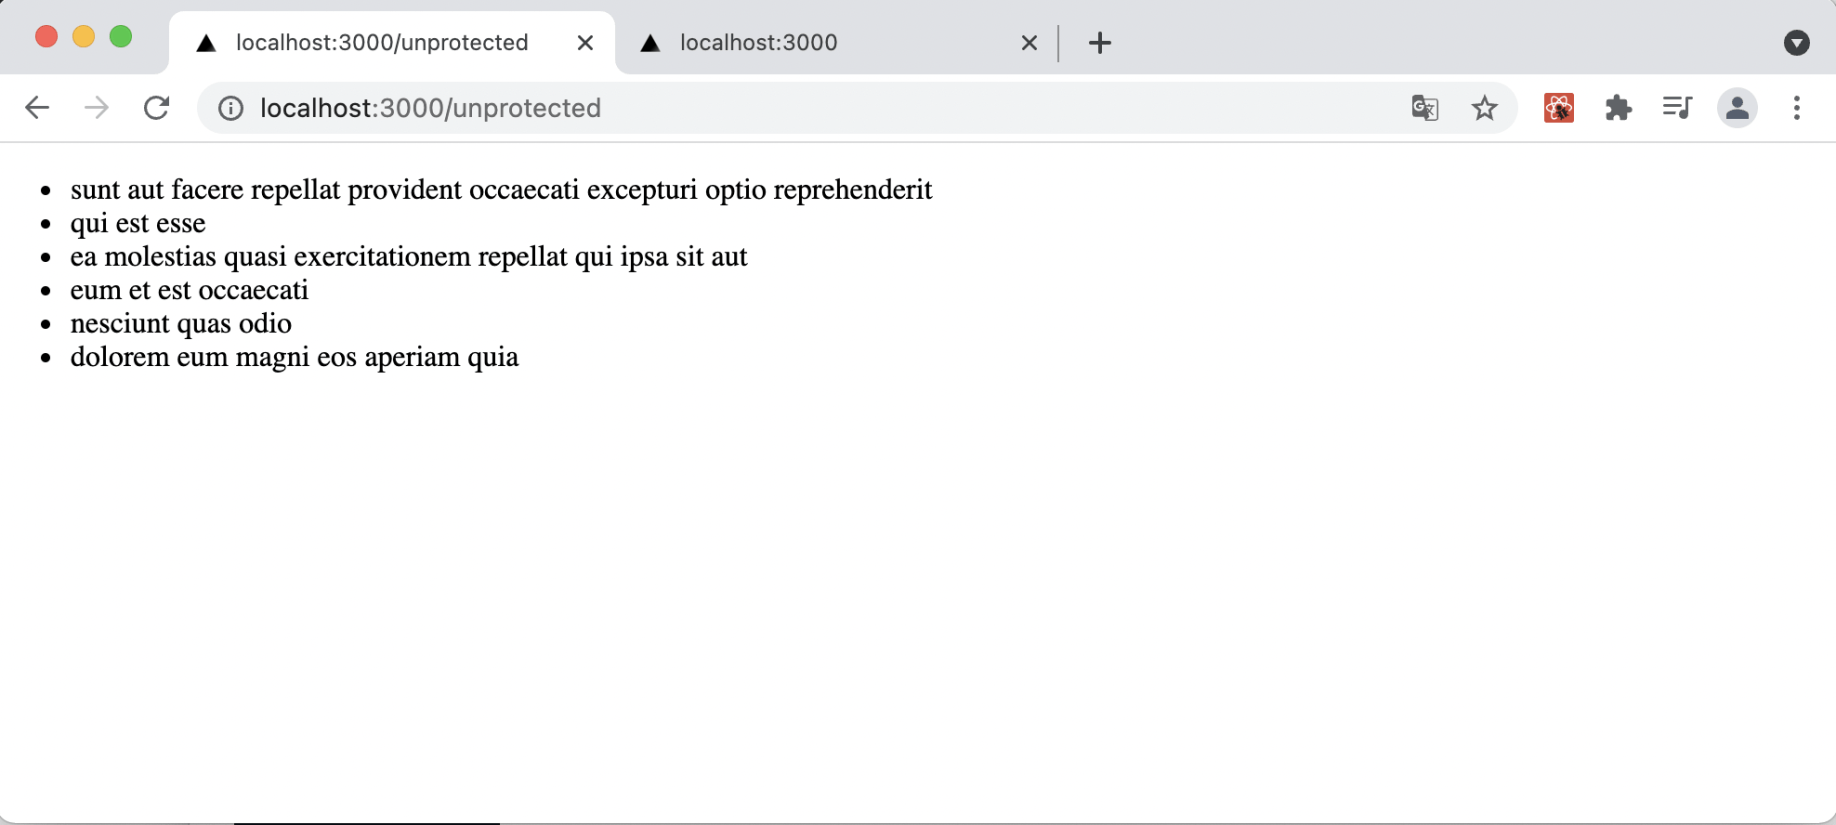 localhost:3000/unprotected
localhost:3000
localhost:3000/unprotected
sunt aut facere repellat provident occaecati excepturi optio reprehenderit
qui est esse
ea molestias quasi exercitationem repellat qui ipsa sit aut
eum et est occaecati
nesciunt quas odio
dolorem eum magni eos aperiam quia